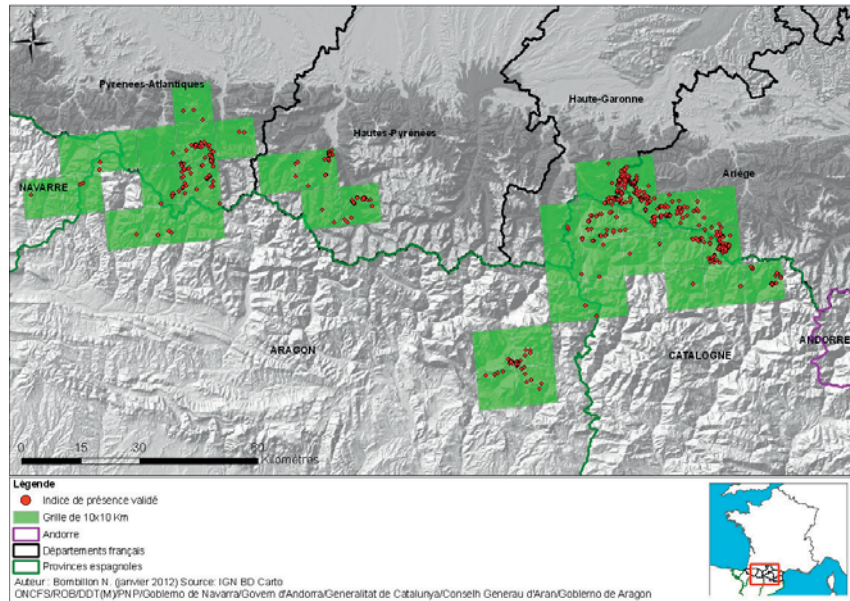 Pyrénées-Atlantiques
Haute-Garonne
Hautes-Pyrénées
Ariège
NAVARRE
ANDORRE
ARAGON
CATALOGNE
0 15 30 60
Kilomètres
Légende
Indice de présence validé
Grille de 10x10 Km
Andorre
Départements français
Provinces espagnoles
Auteur : Bombillon N. (janvier 2012) Source: IGN BD Carto
ONCFS/ROB/DDT(M)/PNP/Gobierno de Navarra/Govern d'Andorra/Generalitat de Catalunya/Conselh Generau d'Aran/Gobierno de Aragon